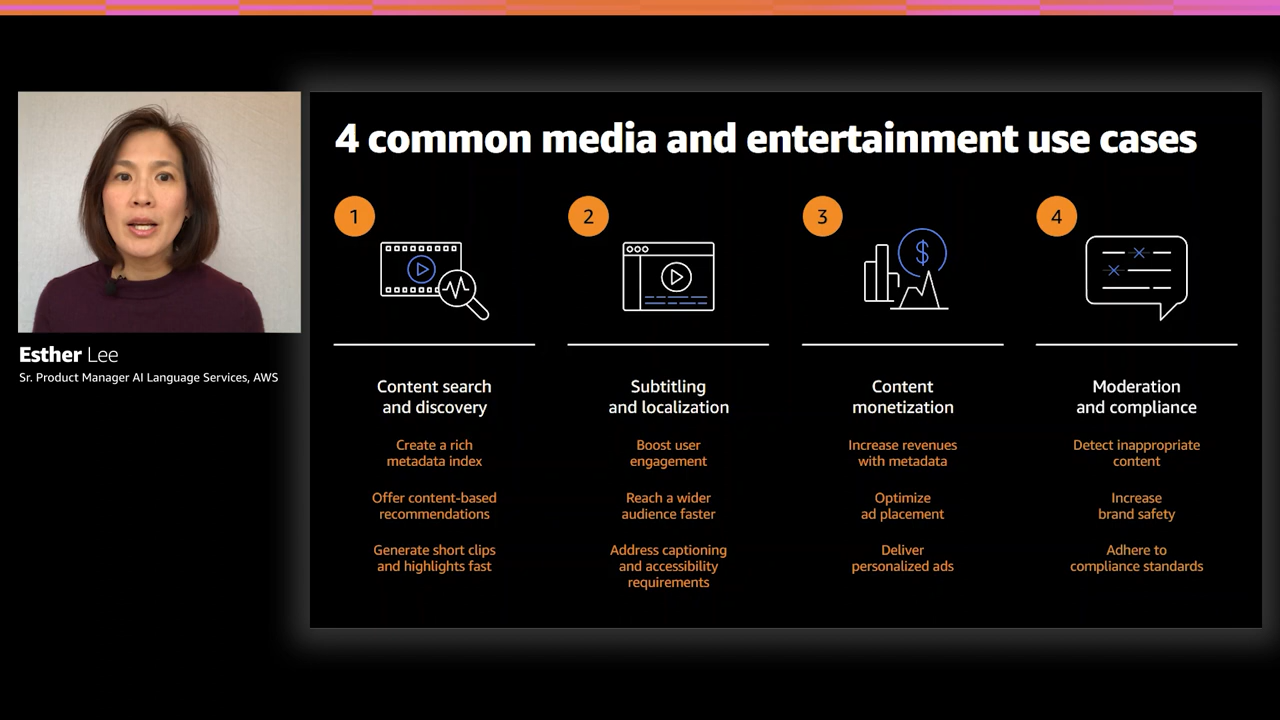 4 common media and entertainment use cases
1
2
3
4
$
Esther Lee
Sr. Product Manager AI Language Services, AWS
Content search
and discovery
Create a rich
metadata index
Offer content-based
recommendations
Generate short clips
and highlights fast
Subtitling
and localization
Boost user
engagement
Reach a wider
audience faster
Address captioning
and accessibility
requirements
Content
monetization
Increase revenues
with metadata
Optimize
ad placement
Deliver
personalized ads
Moderation
and compliance
Detect inappropriate
content
Increase
brand safety
Adhere to
compliance standards